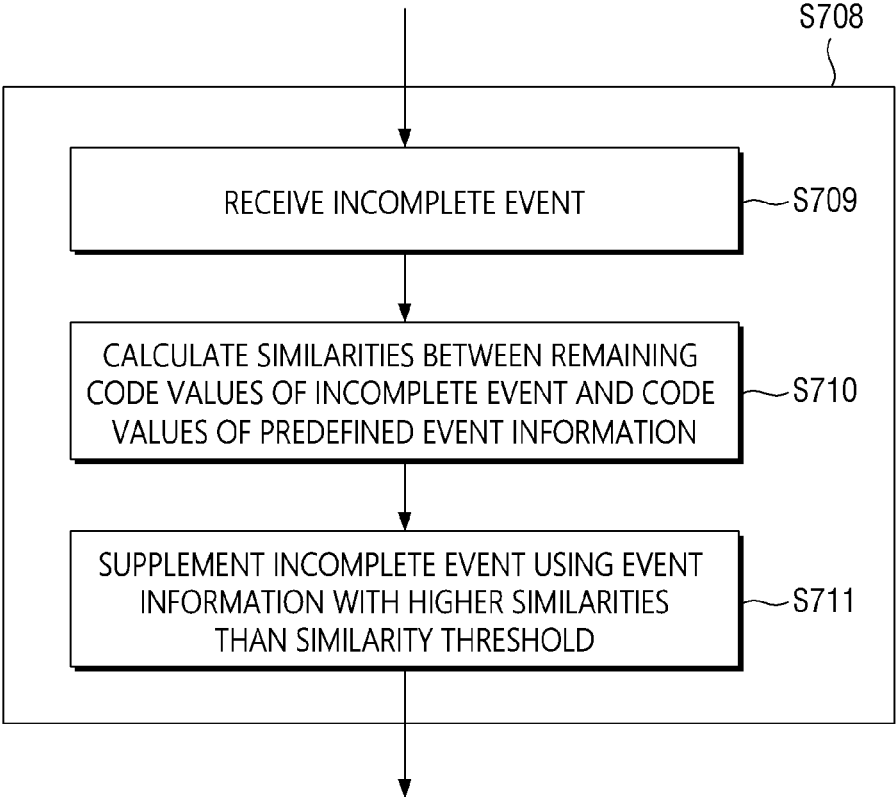 S708
RECEIVE INCOMPLETE EVENT
S709
CALCULATE SIMILARITIES BETWEEN REMAINING
CODE VALUES OF INCOMPLETE EVENT AND CODE
VALUES OF PREDEFINED EVENT INFORMATION
S710
SUPPLEMENT INCOMPLETE EVENT USING EVENT
INFORMATION WITH HIGHER SIMILARITIES
THAN SIMILARITY THRESHOLD
S711